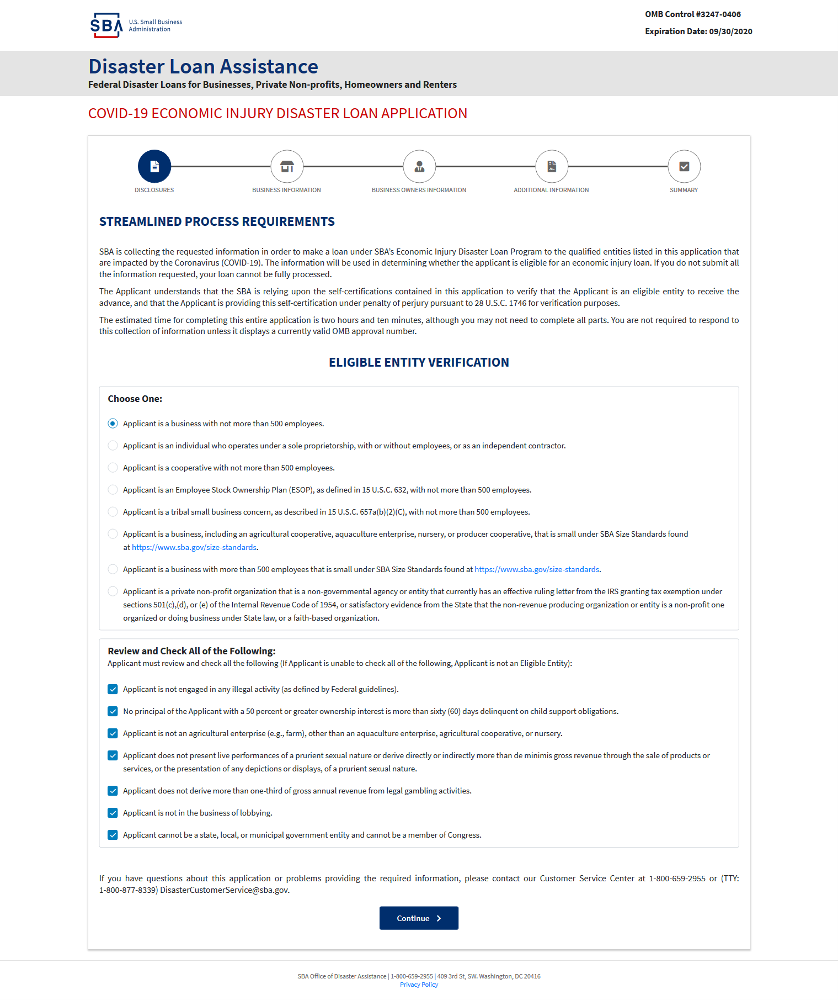 SBA
U.S. Small Business
Administration
OMB Control #3247-0406
Expiration Date: 09/30/2020
Disaster Loan Assistance
Federal Disaster Loans for Businesses, Private Non-profits, Homeowners and Renters
COVID-19 ECONOMIC INJURY DISASTER LOAN APPLICATION
DISCLOSURES
BUSINESS INFORMATION
BUSINESS OWNERS INFORMATION
ADDITIONAL INFORMATION
SUMMARY
STREAMLINED PROCESS REQUIREMENTS
SBA is collecting the requested information in order to make a loan under SBA’s Economic Injury Disaster Loan Program to the qualified entities listed in this application that
are impacted by the Coronavirus (COVID-19). The information will be used in determining whether the applicant is eligible for an economic injury loan. If you do not submit all
the information requested, your loan cannot be fully processed.
The Applicant understands that the SBA is relying upon the self-certifications contained in this application to verify that the Applicant is an eligible entity to receive the
advance, and that the Applicant is providing this self-certification under penalty of perjury pursuant to 28 U.S.C. 1746 for verification purposes.
The estimated time for completing this entire application is two hours and ten minutes, although you may not need to complete all parts. You are not required to respond to
this collection of information unless it displays a currently valid OMB approval number.
ELIGIBLE ENTITY VERIFICATION
Choose One:
Applicant is a business with not more than 500 employees.
Applicant is an individual who operates under a sole proprietorship, with or without employees, or as an independent contractor.
Applicant is a cooperative with not more than 500 employees.
Applicant is an Employee Stock Ownership Plan (ESOP), as defined in 15 U.S.C. 632, with not more than 500 employees.
Applicant is a tribal small business concern, as described in 15 U.S.C. 657a(b)(2)(C), with not more than 500 employees.
Applicant is a business, including an agricultural cooperative, aquaculture enterprise, nursery, or producer cooperative, that is small under SBA Size Standards found
at https://www.sba.gov/size-standards.
Applicant is a business with more than 500 employees that is small under SBA Size Standards found at https://www.sba.gov/size-standards.
Applicant is a private non-profit organization that is a non-governmental agency or entity that currently has an effective ruling letter from the IRS granting tax exemption under
sections 501(c),(d), or (e) of the Internal Revenue Code of 1954, or satisfactory evidence from the State that the non-revenue producing organization or entity is a non-profit one
organized or doing business under State law, or a faith-based organization.
Review and Check All of the Following:
Applicant must review and check all the following (If Applicant is unable to check all of the following, Applicant is not an Eligible Entity):
Applicant is not engaged in any illegal activity (as defined by Federal guidelines).
No principal of the Applicant with a 50 percent or greater ownership interest is more than sixty (60) days delinquent on child support obligations.
Applicant is not an agricultural enterprise (e.g., farm), other than an aquaculture enterprise, agricultural cooperative, or nursery.
Applicant does not present live performances of a prurient sexual nature or derive directly or indirectly more than de minimis gross revenue through the sale of products or
services, or the presentation of any depictions or displays, of a prurient sexual nature.
Applicant does not derive more than one-third of gross annual revenue from legal gambling activities.
Applicant is not in the business of lobbying.
Applicant cannot be a state, local, or municipal government entity and cannot be a member of Congress.
If you have questions about this application or problems providing the required information, please contact our Customer Service Center at 1-800-659-2955 or (TTY:
1-800-877-8339) DisasterCustomerService@sba.gov.
Continue
SBA Office of Disaster Assistance | 1-800-659-2955 | 409 3rd St, SW. Washington, DC 20416
Privacy Policy